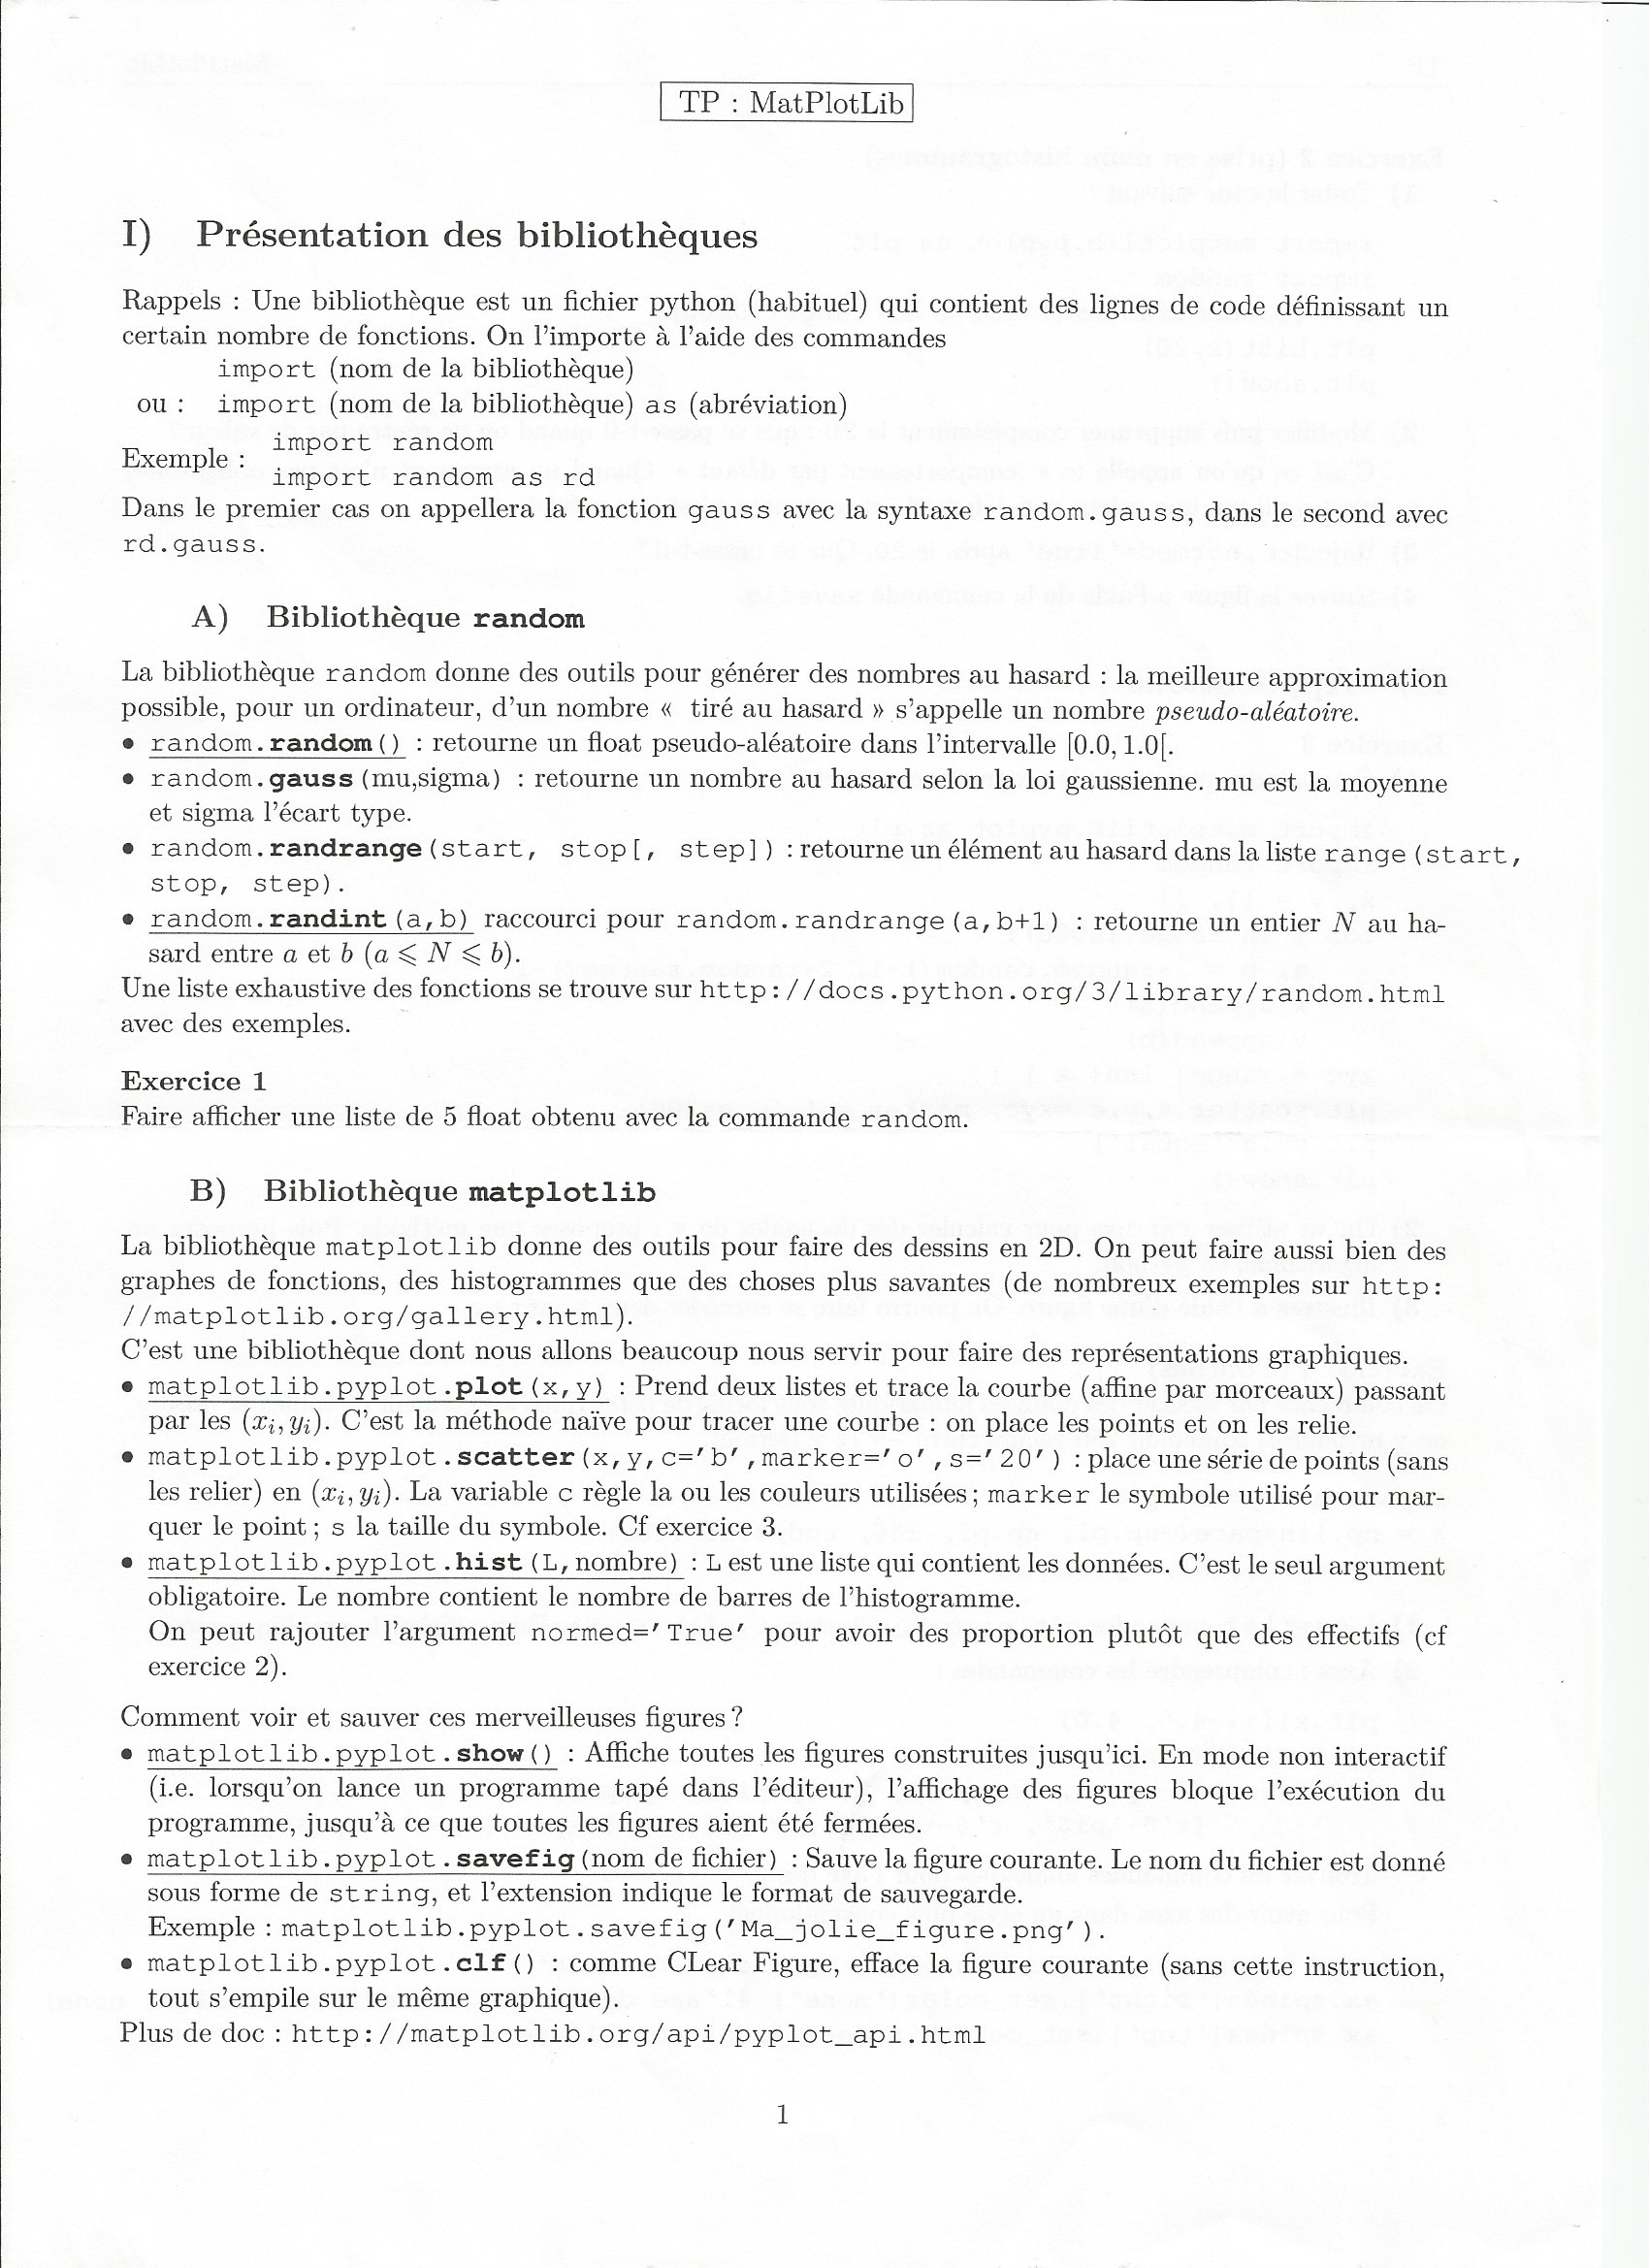 TP : MatPlotLib
I) Présentation des bibliothèques
Rappels : Une bibliothèque est un fichier python (habituel) qui contient des lignes de code définissant un
certain nombre de fonctions. On l'importe à l'aide des commandes
import (nom de la bibliothèque)
ou : import (nom de la bibliothèque) as (abréviation)
Exemple : import random
import random as rd
Dans le premier cas on appellera la fonction gauss avec la syntaxe random.gauss, dans le second avec
rd.gauss.
A) Bibliothèque random
La bibliothèque random donne des outils pour générer des nombres au hasard : la meilleure approximation
possible, pour un ordinateur, d'un nombre « tiré au hasard » s'appelle un nombre pseudo-aléatoire.
• random.random() : retourne un float pseudo-aléatoire dans l'intervalle [0.0, 1.0[.
• random.gauss(mu,sigma) : retourne un nombre au hasard selon la loi gaussienne. mu est la moyenne
et sigma l'écart type.
• random.randrange(start, stop[, step]) : retourne un élément au hasard dans la liste range(start,
stop, step).
• random.randint(a,b) raccourci pour random.randrange(a,b+1) : retourne un entier N au ha-
sard entre a et b (a ⩽ N ⩽ b).
Une liste exhaustive des fonctions se trouve sur http://docs.python.org/3/library/random.html
avec des exemples.
Exercice 1
Faire afficher une liste de 5 float obtenu avec la commande random.
B) Bibliothèque matplotlib
La bibliothèque matplotlib donne des outils pour faire des dessins en 2D. On peut faire aussi bien des
graphes de fonctions, des histogrammes que des choses plus savantes (de nombreux exemples sur http:
//matplotlib.org/gallery.html).
C'est une bibliothèque dont nous allons beaucoup nous servir pour faire des représentations graphiques.
• matplotlib.pyplot.plot(x,y) : Prend deux listes et trace la courbe (affine par morceaux) passant
par les (xᵢ, yᵢ). C'est la méthode naïve pour tracer une courbe : on place les points et on les relie.
• matplotlib.pyplot.scatter(x,y,c='b',marker='o',s='20') : place une série de points (sans
les relier) en (xᵢ, yᵢ). La variable c règle la ou les couleurs utilisées ; marker le symbole utilisé pour mar-
quer le point ; s la taille du symbole. Cf exercice 3.
• matplotlib.pyplot.hist(L,nombre) : L est une liste qui contient les données. C'est le seul argument
obligatoire. Le nombre contient le nombre de barres de l'histogramme.
On peut rajouter l'argument normed='True' pour avoir des proportion plutôt que des effectifs (cf
exercice 2).
Comment voir et sauver ces merveilleuses figures ?
• matplotlib.pyplot.show() : Affiche toutes les figures construites jusqu'ici. En mode non interactif
(i.e. lorsqu'on lance un programme tapé dans l'éditeur), l'affichage des figures bloque l'exécution du
programme, jusqu'à ce que toutes les figures aient été fermées.
• matplotlib.pyplot.savefig(nom de fichier) : Sauve la figure courante. Le nom du fichier est donné
sous forme de string, et l'extension indique le format de sauvegarde.
Exemple : matplotlib.pyplot.savefig('Ma_jolie_figure.png').
• matplotlib.pyplot.clf() : comme CLear Figure, efface la figure courante (sans cette instruction,
tout s'empile sur le même graphique).
Plus de doc : http://matplotlib.org/api/pyplot_api.html
1